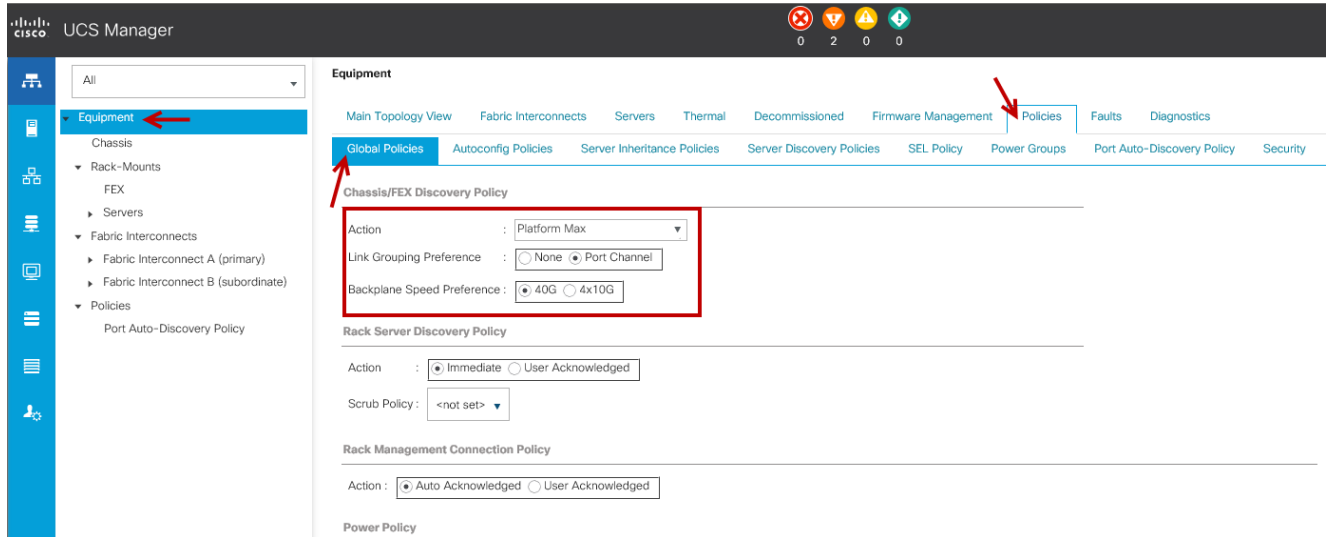 cisco UCS Manager
0 2 0 0
All
Equipment
Chassis
Rack-Mounts
FEX
Servers
Fabric Interconnects
Fabric Interconnect A (primary)
Fabric Interconnect B (subordinate)
Policies
Port Auto-Discovery Policy
Equipment
Main Topology View Fabric Interconnects Servers Thermal Decommissioned Firmware Management Policies Faults Diagnostics
Global Policies Autoconfig Policies Server Inheritance Policies Server Discovery Policies SEL Policy Power Groups Port Auto-Discovery Policy Security
Chassis/FEX Discovery Policy
Action : Platform Max
Link Grouping Preference : None Port Channel
Backplane Speed Preference : 40G 4x10G
Rack Server Discovery Policy
Action : Immediate User Acknowledged
Scrub Policy : <not set>
Rack Management Connection Policy
Action : Auto Acknowledged User Acknowledged
Power Policy